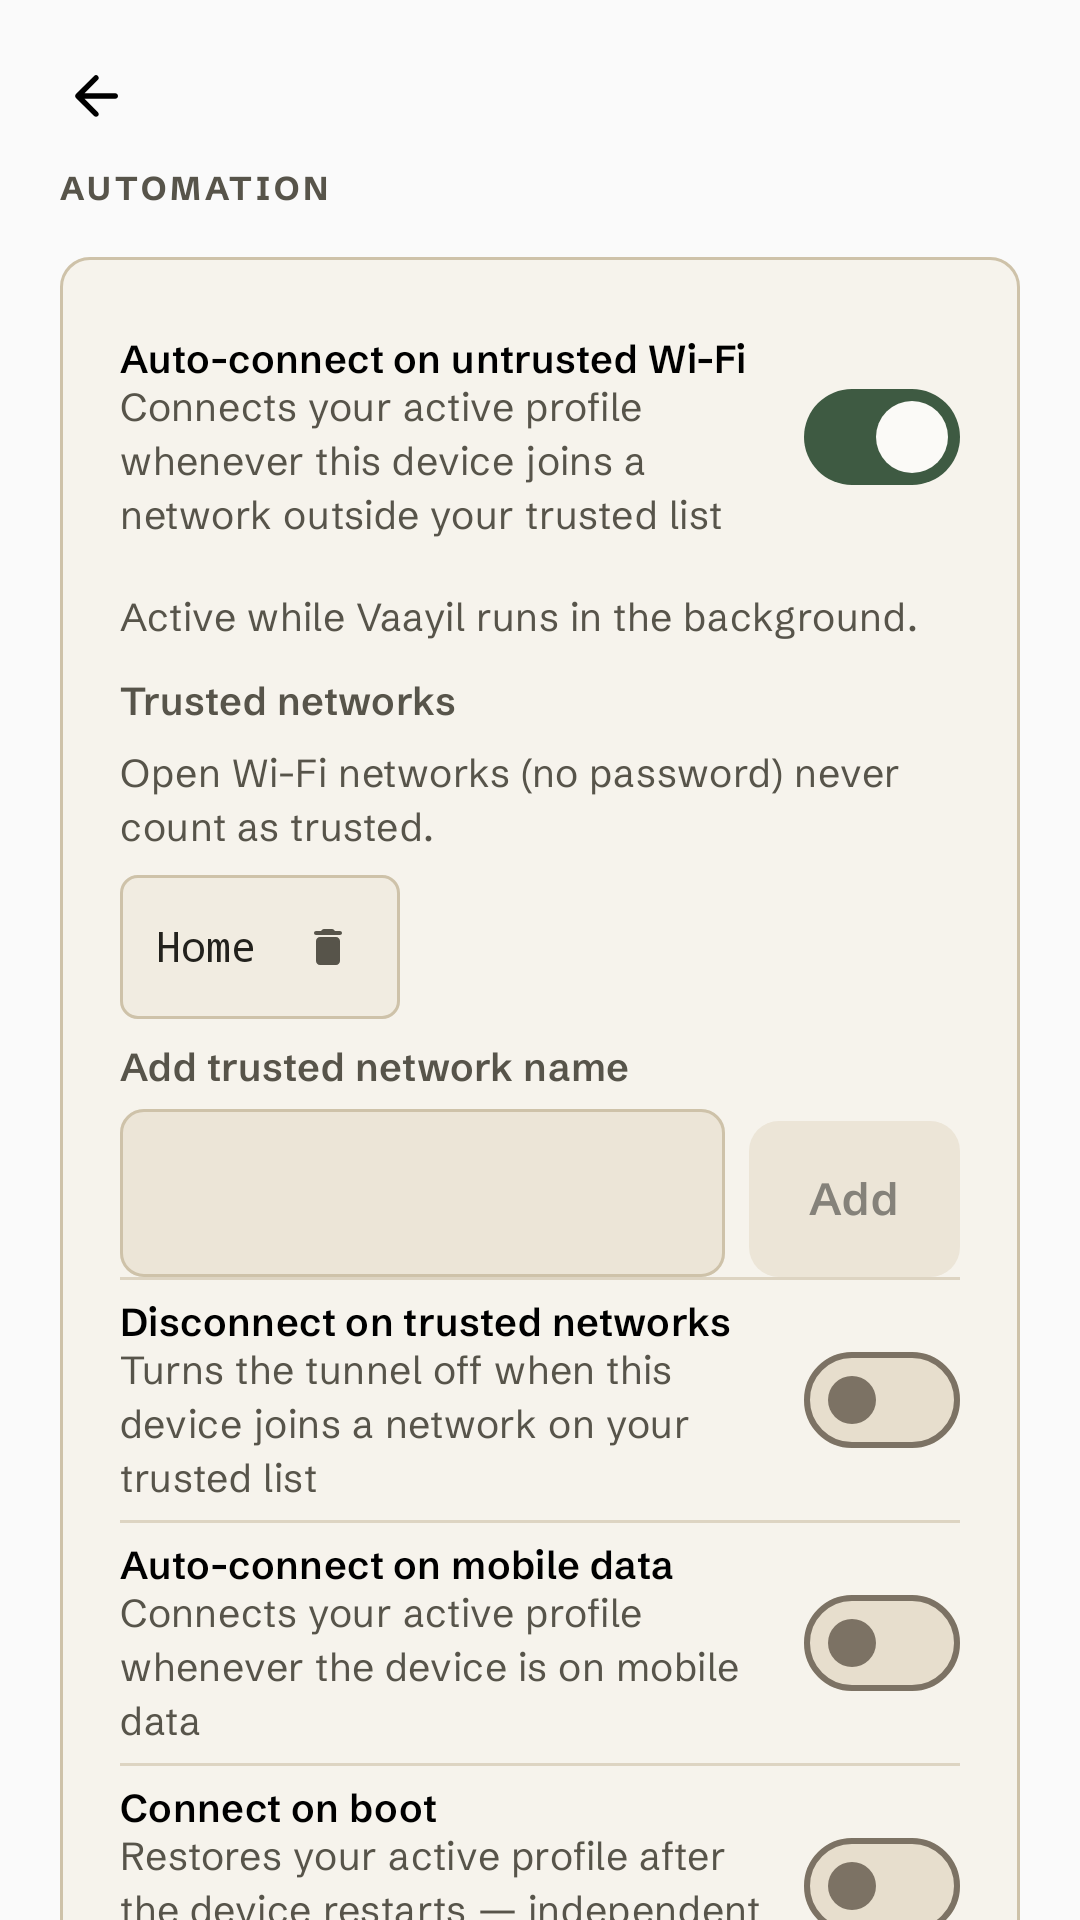 AUTOMATION
Auto-connect on untrusted Wi-Fi
Connects your active profile
whenever this device joins a
network outside your trusted list
Active while Vaayil runs in the background.
Trusted networks
Open Wi-Fi networks (no password) never
count as trusted.
Home
Add trusted network name
Add
Disconnect on trusted networks
Turns the tunnel off when this
device joins a network on your
trusted list
Auto-connect on mobile data
Connects your active profile
whenever the device is on mobile
data
Connect on boot
Restores your active profile after
the device restarts — independent